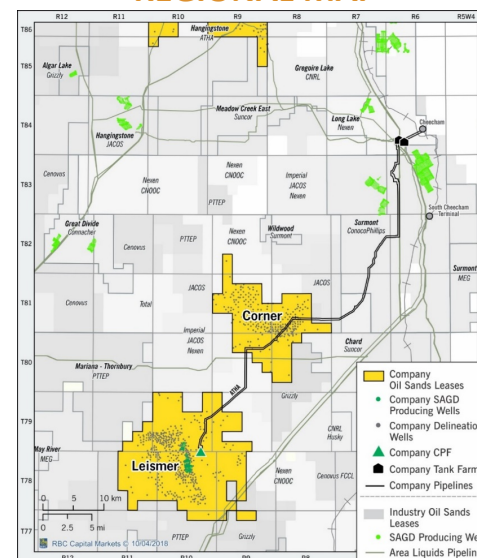 R12 R11 R10 R9 R8 R7 R6 R5W4
T86
Hangingstone
ATHA
T85
Algar Lake
Grizzly
Gregoire Lake
CNRL
Meadow Creek East
Suncor
Long Lake
Nexen
Cheecham
T84
Hangingstone
JACOS
Cenovus
Nexen
CNOOC
Nexen
CNOOC
Imperial
JACOS
Nexen
T83
PTTEP
South Cheecham
Terminal
Great Divide
Connacher
Nexen
CNOOC
Wildwood
Surmont
Surmont
ConocoPhillips
T82
Cenovus
PTTEP
Surmont
MEG
JACOS
JACOS
T81
Cenovus
Total
Corner
Imperial
JACOS
Nexen
Chard
Suncor
T80
Mariana - Thornbury
PTTEP
ATHA
Grizzly
T79
CNRL
Husky
May River
MEG
Leismer
T78
Nexen
CNOOC
Cenovus FCCL
T77
PTTEP
Grizzly
0 5 10 km
0 2.5 5 mi
RBC Capital Markets © 10/04/2018
Company
Oil Sands Leases
Company SAGD
Producing Wells
Company Delineation
Wells
Company CPF
Company Tank Farm
Company Pipelines
Industry Oil Sands
Leases
SAGD Producing We
Area Liquids Pipelin